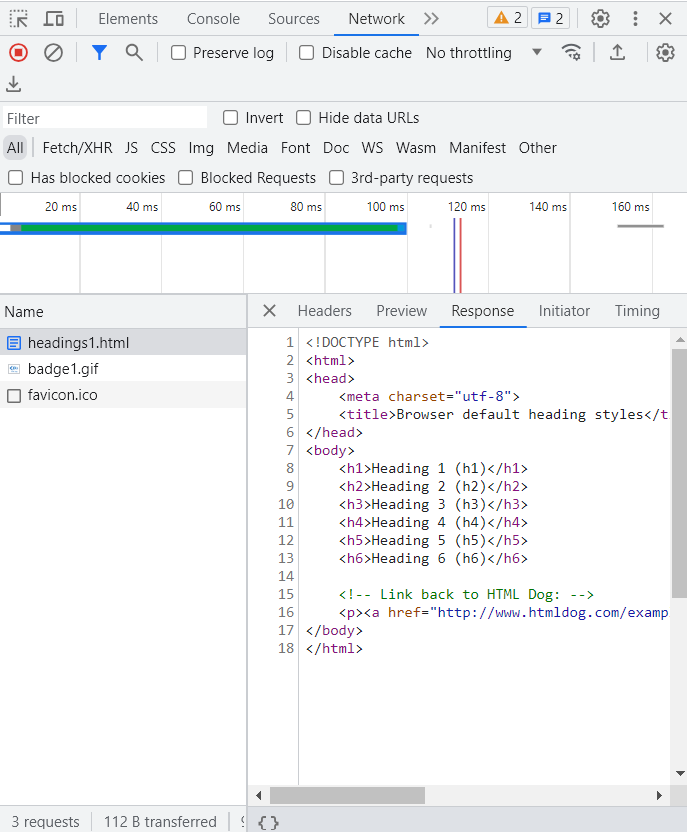 Elements Console Sources Network 2 2
Preserve log Disable cache No throttling
Filter Invert Hide data URLs
All Fetch/XHR JS CSS Img Media Font Doc WS Wasm Manifest Other
Has blocked cookies Blocked Requests 3rd-party requests
20 ms 40 ms 60 ms 80 ms 100 ms 120 ms 140 ms 160 ms
Name
headings1.html
badge1.gif
favicon.ico
Headers Preview Response Initiator Timing
1 <!DOCTYPE html>
2 <html>
3 <head>
4 <meta charset="utf-8">
5 <title>Browser default heading styles</t
6 </head>
7 <body>
8 <h1>Heading 1 (h1)</h1>
9 <h2>Heading 2 (h2)</h2>
10 <h3>Heading 3 (h3)</h3>
11 <h4>Heading 4 (h4)</h4>
12 <h5>Heading 5 (h5)</h5>
13 <h6>Heading 6 (h6)</h6>
14
15 <!-- Link back to HTML Dog: -->
16 <p><a href="http://www.htmldog.com/examp
17 </body>
18 </html>
3 requests 112 B transferred
{ }